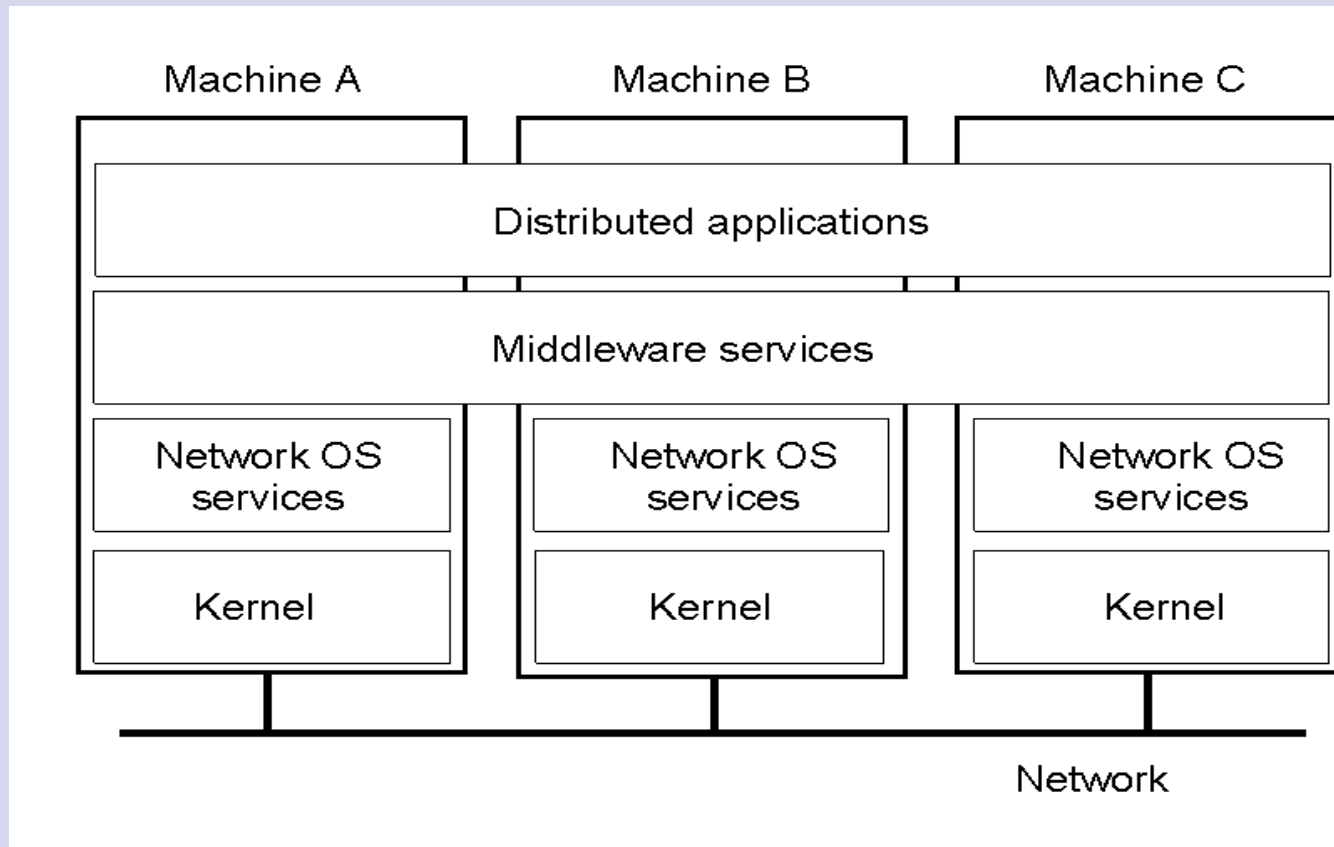 Machine A
Machine B
Machine C
Distributed applications
Middleware services
Network OS
services
Network OS
services
Network OS
services
Kernel
Kernel
Kernel
Network